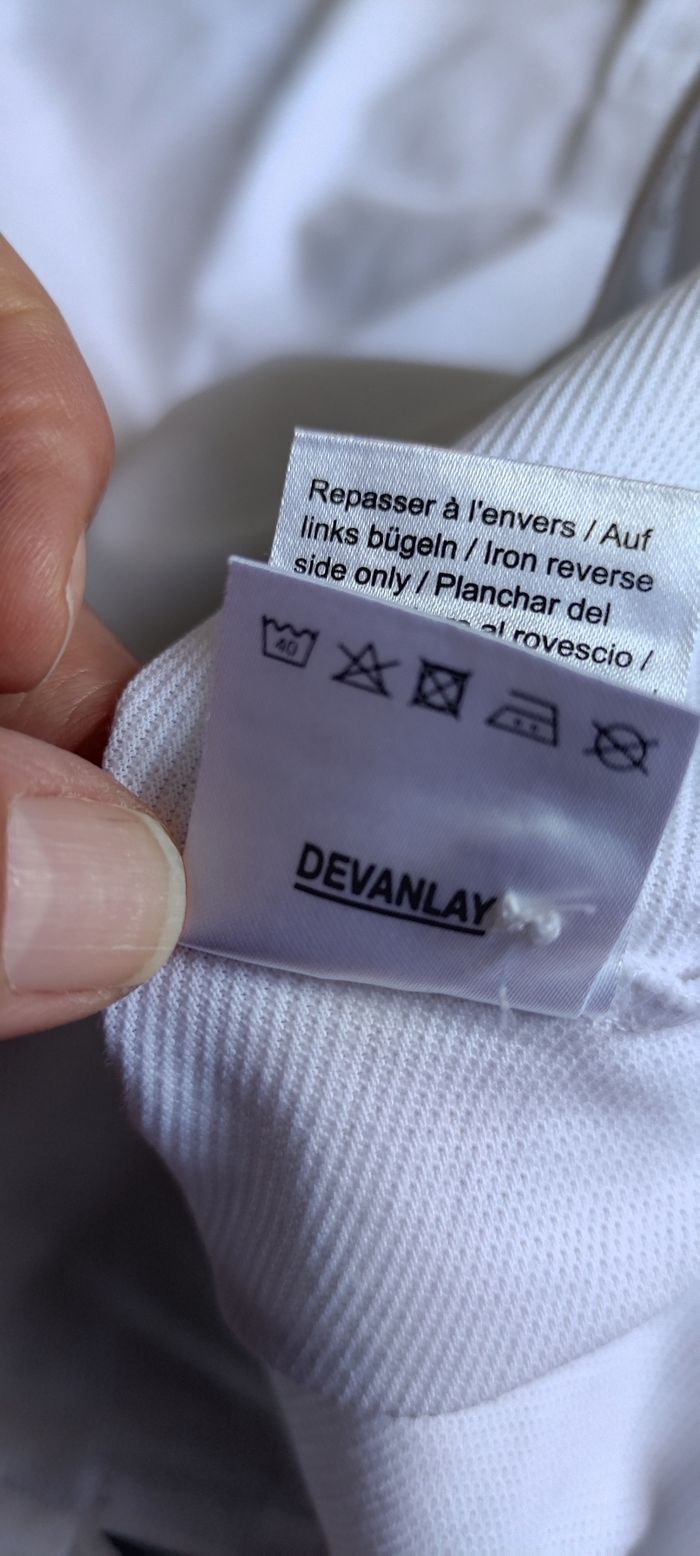 Repasser à l'envers / Auf
links bügeln / Iron reverse
side only / Planchar del
al rovescio /
40
DEVANLAY